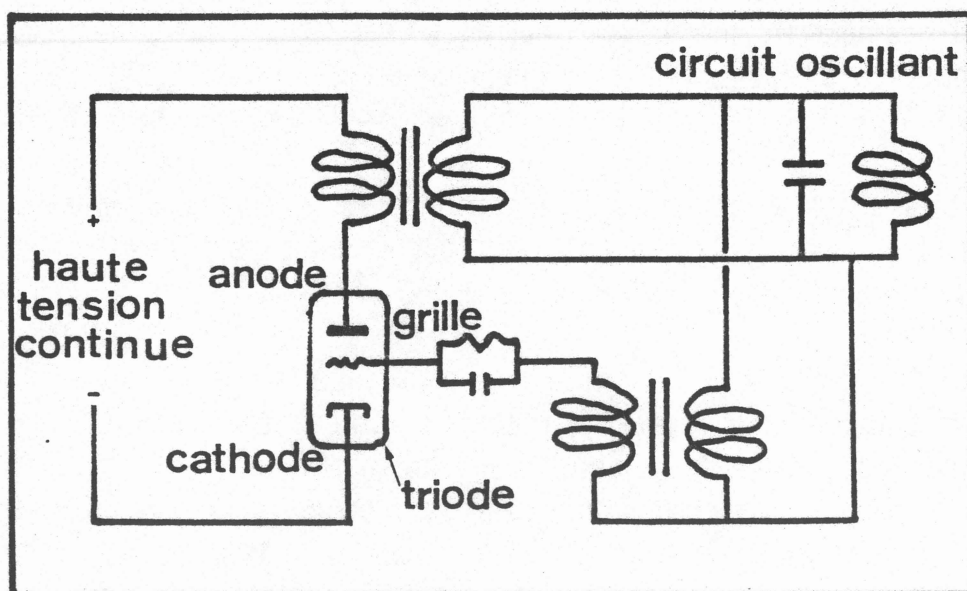 circuit oscillant
+
haute
tension
continue
-
anode
grille
cathode
triode